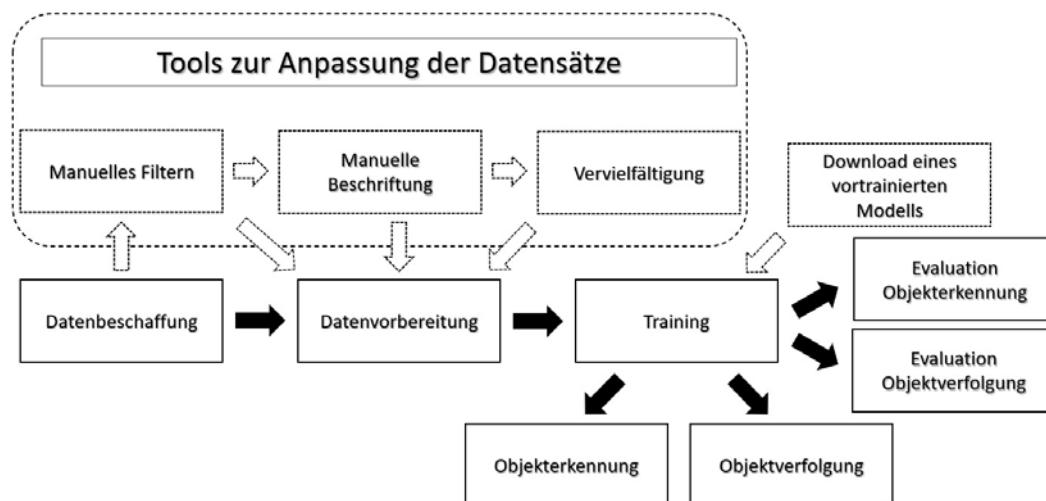 Tools zur Anpassung der Datensätze
Manuelles Filtern
Manuelle
Beschriftung
Vervielfältigung
Download eines
vortrainierten
Modells
Datenbeschaffung
Datenvorbereitung
Training
Evaluation
Objekterkennung
Evaluation
Objektverfolgung
Objekterkennung
Objektverfolgung